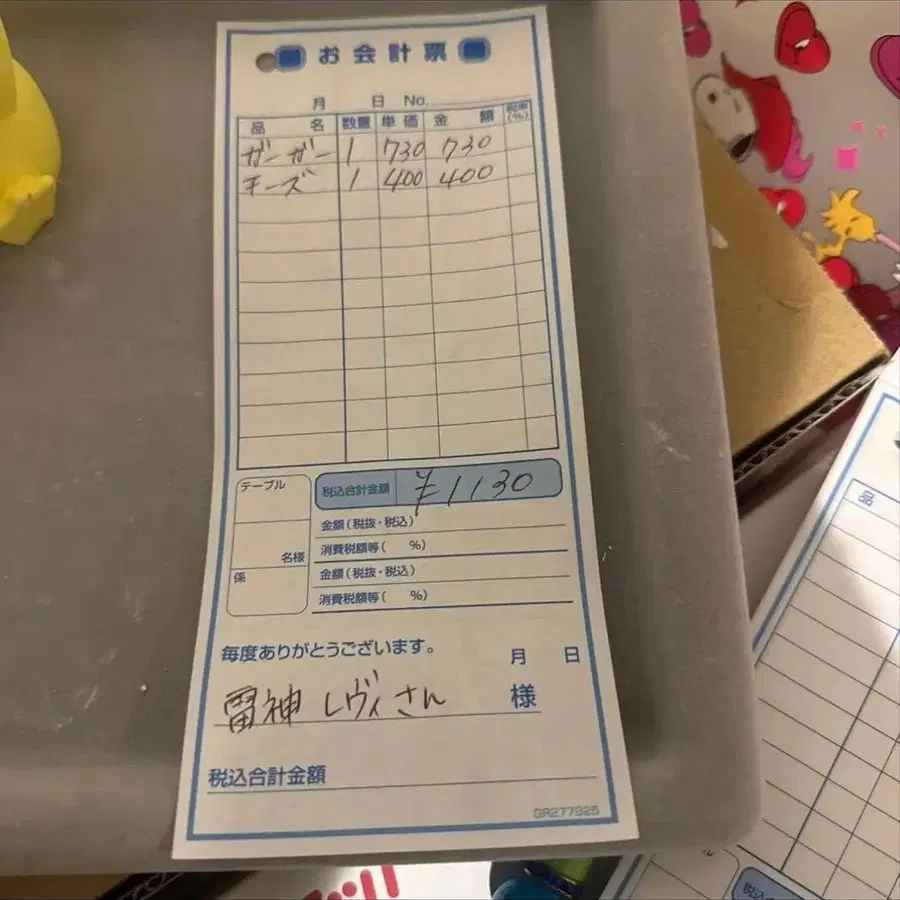 お会計票
月 日 No.
品 名 数量 単価 金 額 税率(%)
ガーガー 1 730 730
チーズ 1 400 400
テーブル
名様
係
税込合計金額 ¥1130
金額(税抜・税込)
消費税額等( %)
金額(税抜・税込)
消費税額等( %)
毎度ありがとうございます。 月 日
雷神 レヴィさん 様
税込合計金額
GR277925
品
税込